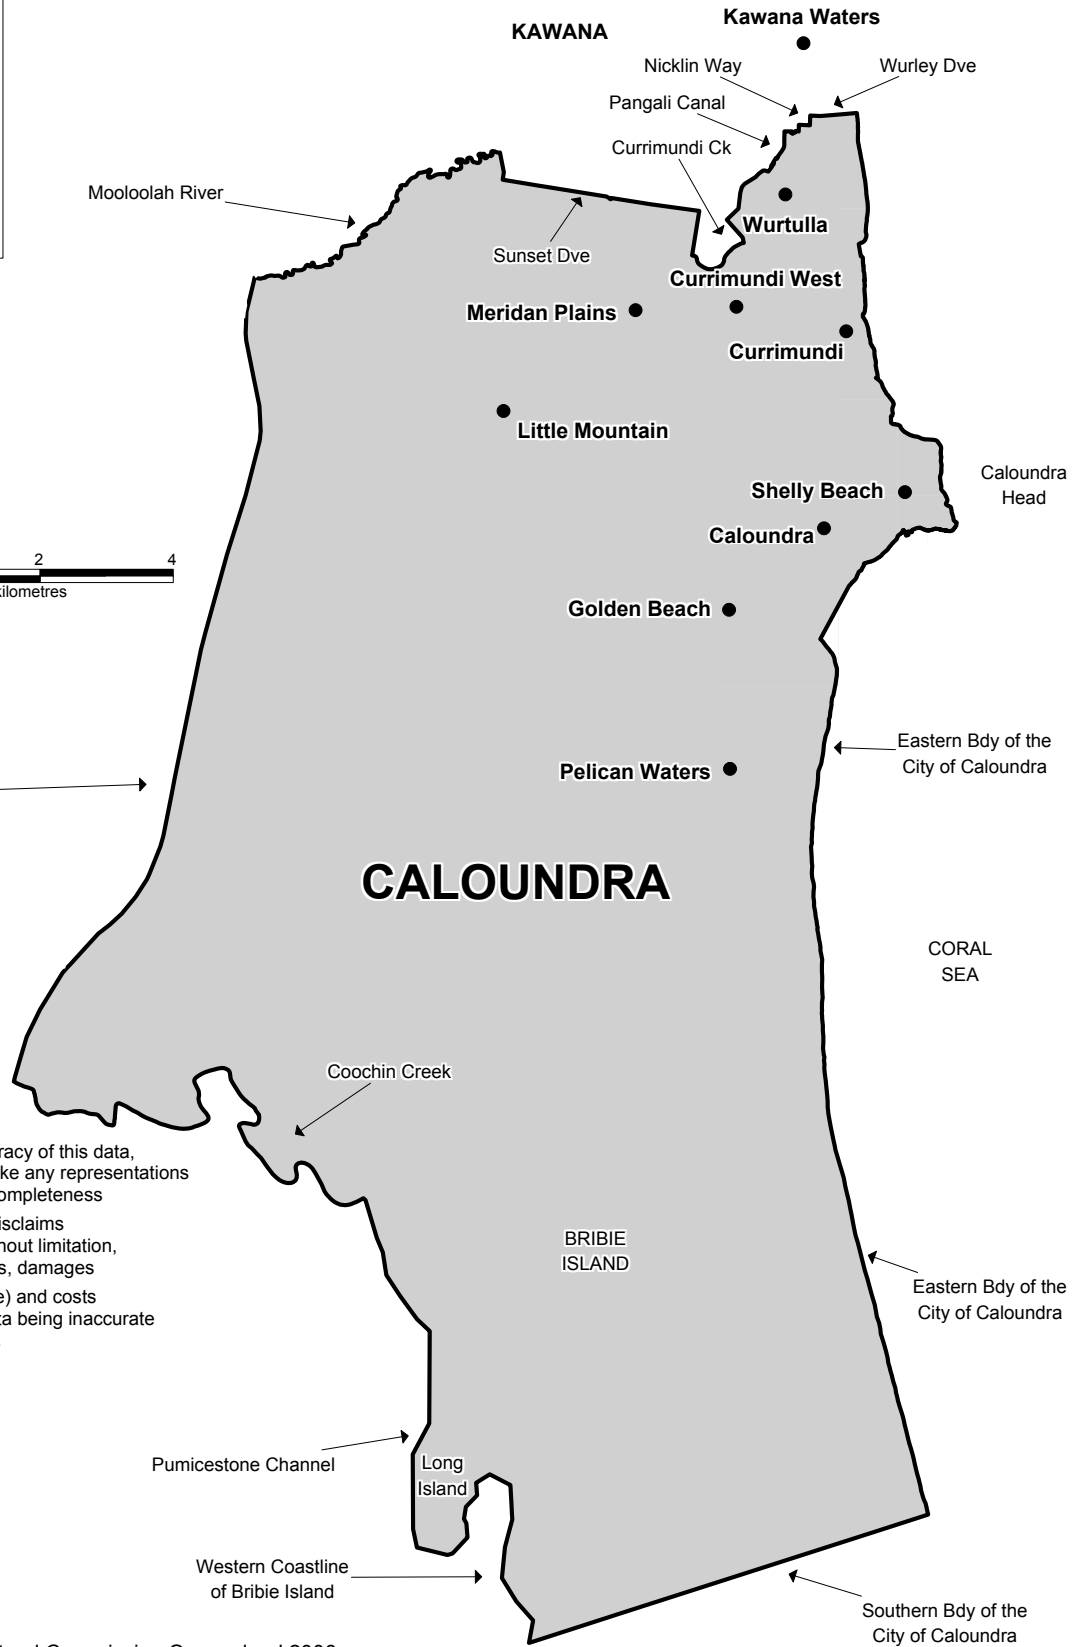 Kawana Waters
KAWANA
Nicklin Way
Wurley Dve
Pangali Canal
Currimundi Ck
Mooloolah River
Wurtulla
Sunset Dve
Currimundi West
Meridan Plains
Currimundi
Little Mountain
Caloundra
Head
Shelly Beach
Caloundra
2 4
kilometres
Golden Beach
Eastern Bdy of the
City of Caloundra
Pelican Waters
CALOUNDRA
CORAL
SEA
Coochin Creek
racy of this data,
ke any representations
ompleteness
isclaims
hout limitation,
s, damages
e) and costs
ta being inaccurate
BRIBIE
ISLAND
Eastern Bdy of the
City of Caloundra
Pumicestone Channel
Long
Island
Western Coastline
of Bribie Island
Southern Bdy of the
City of Caloundra